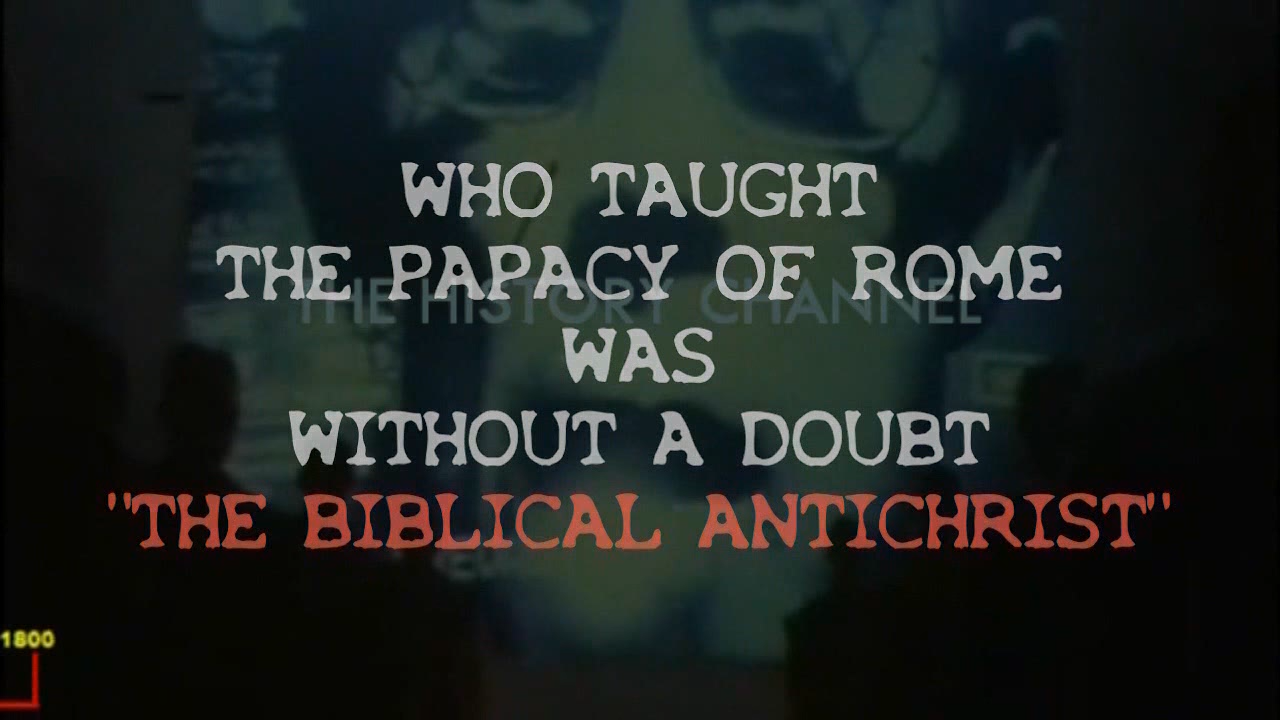 WHO TAUGHT
THE PAPACY OF ROME
THE HISTORY CHANNEL
WAS
WITHOUT A DOUBT
"THE BIBLICAL ANTICHRIST"
1800